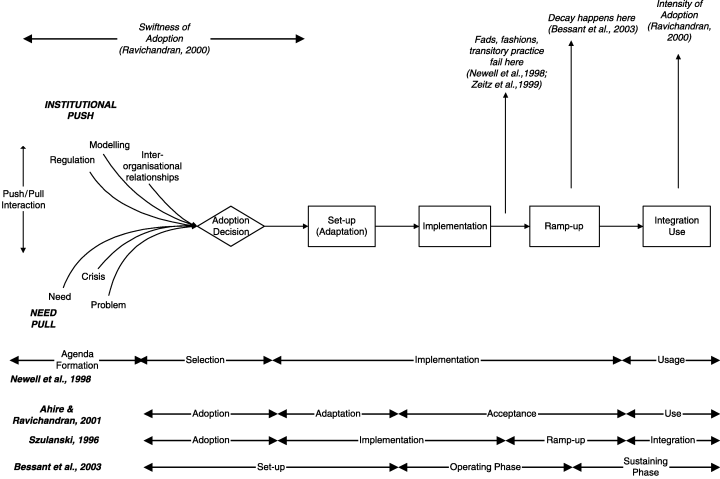 Swiftness of
Adoption
(Ravichandran, 2000)
Fads, fashions,
transitory practice
fail here
(Newell et al.,1998;
Zeitz et al.,1999)
Decay happens here
(Bessant et al., 2003)
Intensity of
Adoption
(Ravichandran,
2000)
INSTITUTIONAL
PUSH
Modelling
Regulation
Inter-
organisational
relationships
Push/Pull
Interaction
Adoption
Decision
Set-up
(Adaptation)
Implementation
Ramp-up
Integration
Use
Need
Crisis
Problem
NEED
PULL
Agenda
Formation
Selection
Implementation
Usage
Newell et al., 1998
Ahire &
Ravichandran, 2001
Adoption
Adaptation
Acceptance
Use
Szulanski, 1996
Adoption
Implementation
Ramp-up
Integration
Bessant et al., 2003
Set-up
Operating Phase
Sustaining
Phase